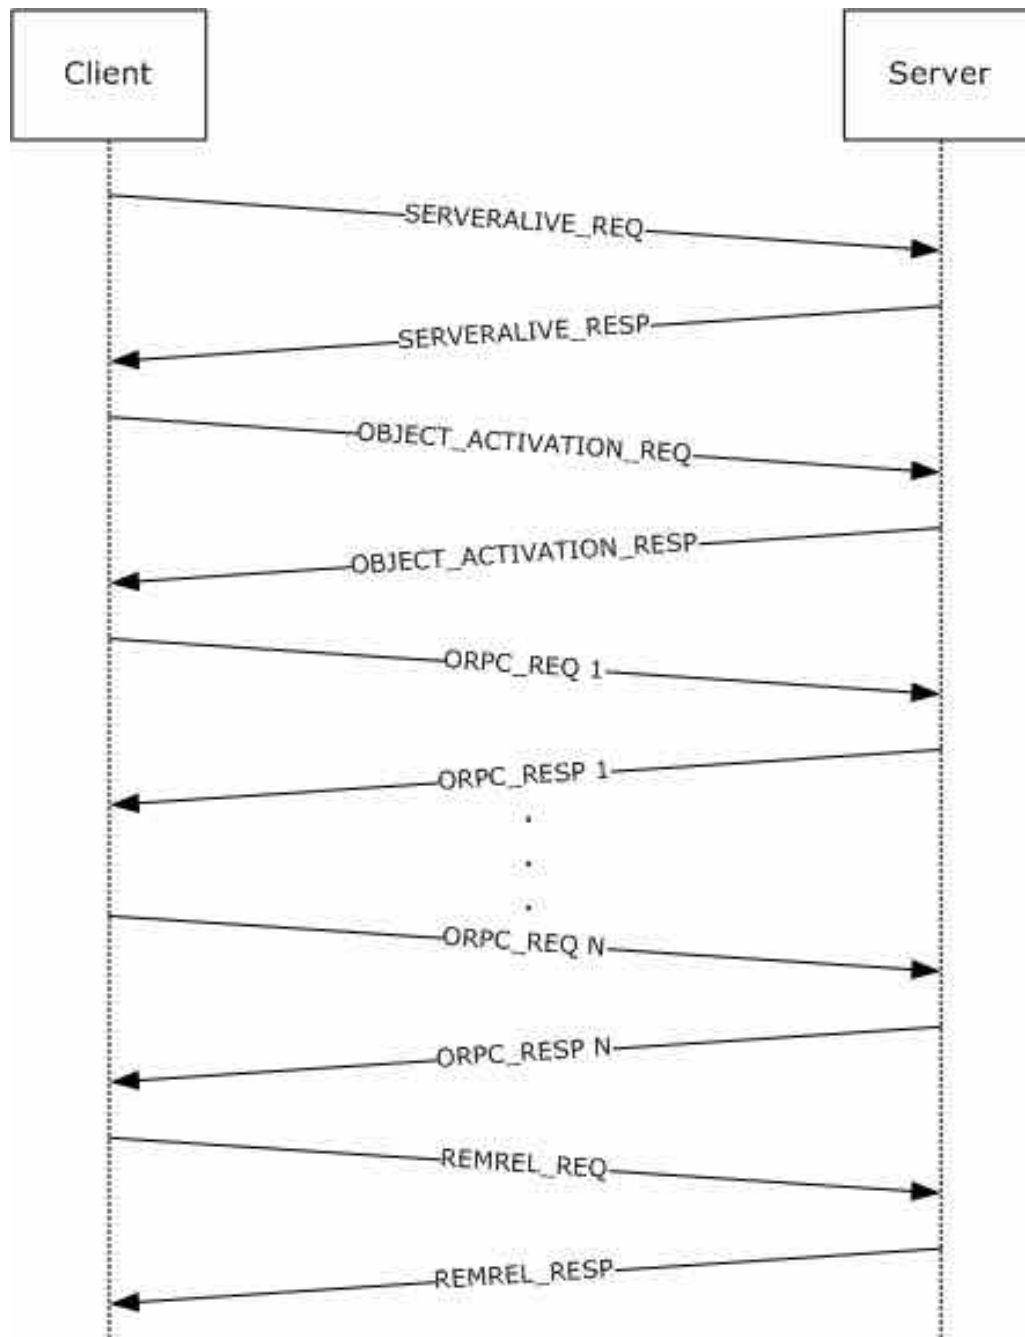 Client
Server
SERVERALIVE_REQ
SERVERALIVE_RESP
OBJECT_ACTIVATION_REQ
OBJECT_ACTIVATION_RESP
ORPC_REQ 1
ORPC_RESP 1
.
.
.
ORPC_REQ N
ORPC_RESP N
REMREL_REQ
REMREL_RESP